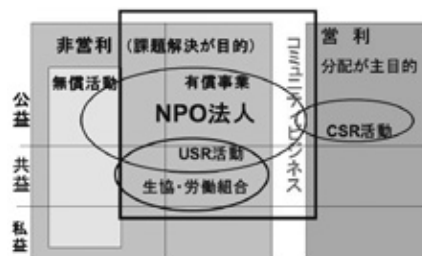 非営利 (課題解決が目的)
営 利
分配が主目的
無償活動
有償事業
公益
NPO法人
コミュニティ・ビジネス
CSR活動
USR活動
共益
生協・労働組合
私益